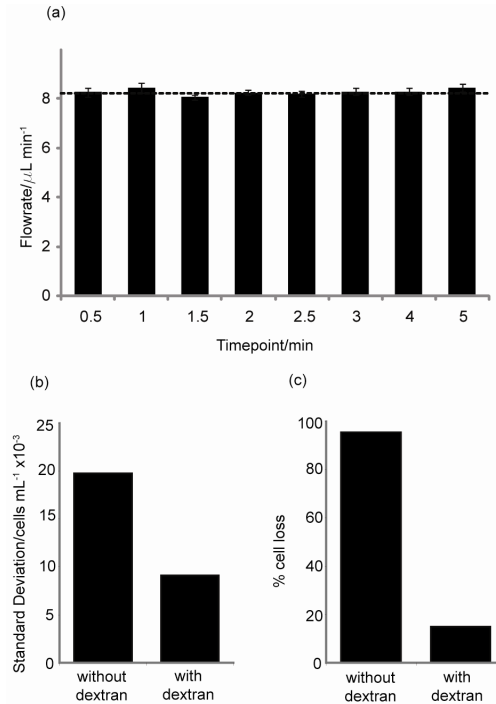 (a)
Flowrate/μL min⁻¹
8
6
4
2
0
0.5 1 1.5 2 2.5 3 4 5
Timepoint/min
(b)
Standard Deviation/cells mL⁻¹ x10⁻³
25
20
15
10
5
0
without dextran
with dextran
(c)
% cell loss
100
80
60
40
20
0
without dextran
with dextran